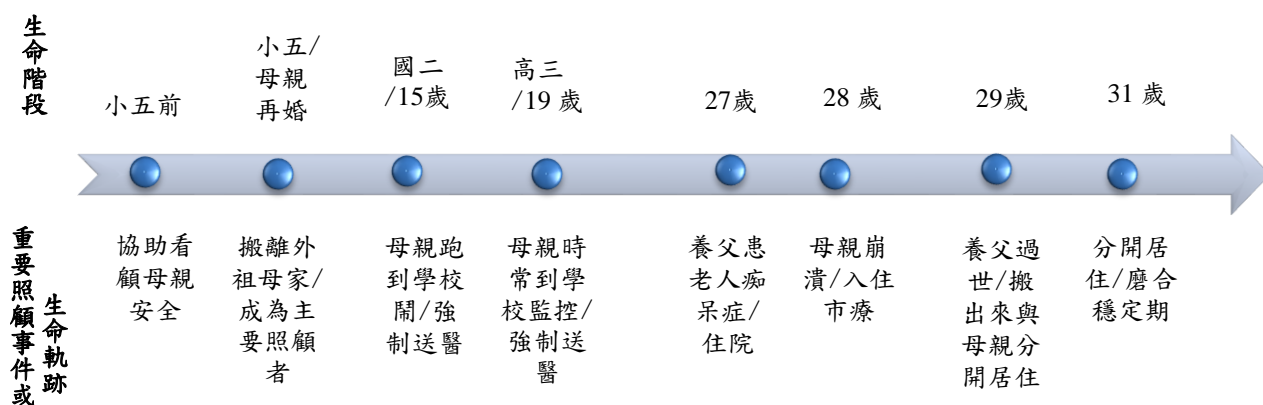 生命階段
小五前
小五/
母親
再婚
國二
/15歲
高三
/19 歲
27歲
28 歲
29歲
31 歲
重要照顧事件或
生命軌跡
協助看
顧母親
安全
搬離外
祖母家/
成為主
要照顧
者
母親跑
到學校
鬧/強
制送醫
母親時
常到學
校監控/
強制送
醫
養父患
老人痴
呆症/
住院
母親崩
潰/入住
市療
養父過
世/搬
出來與
母親分
開居住
分開居
住/磨合
穩定期